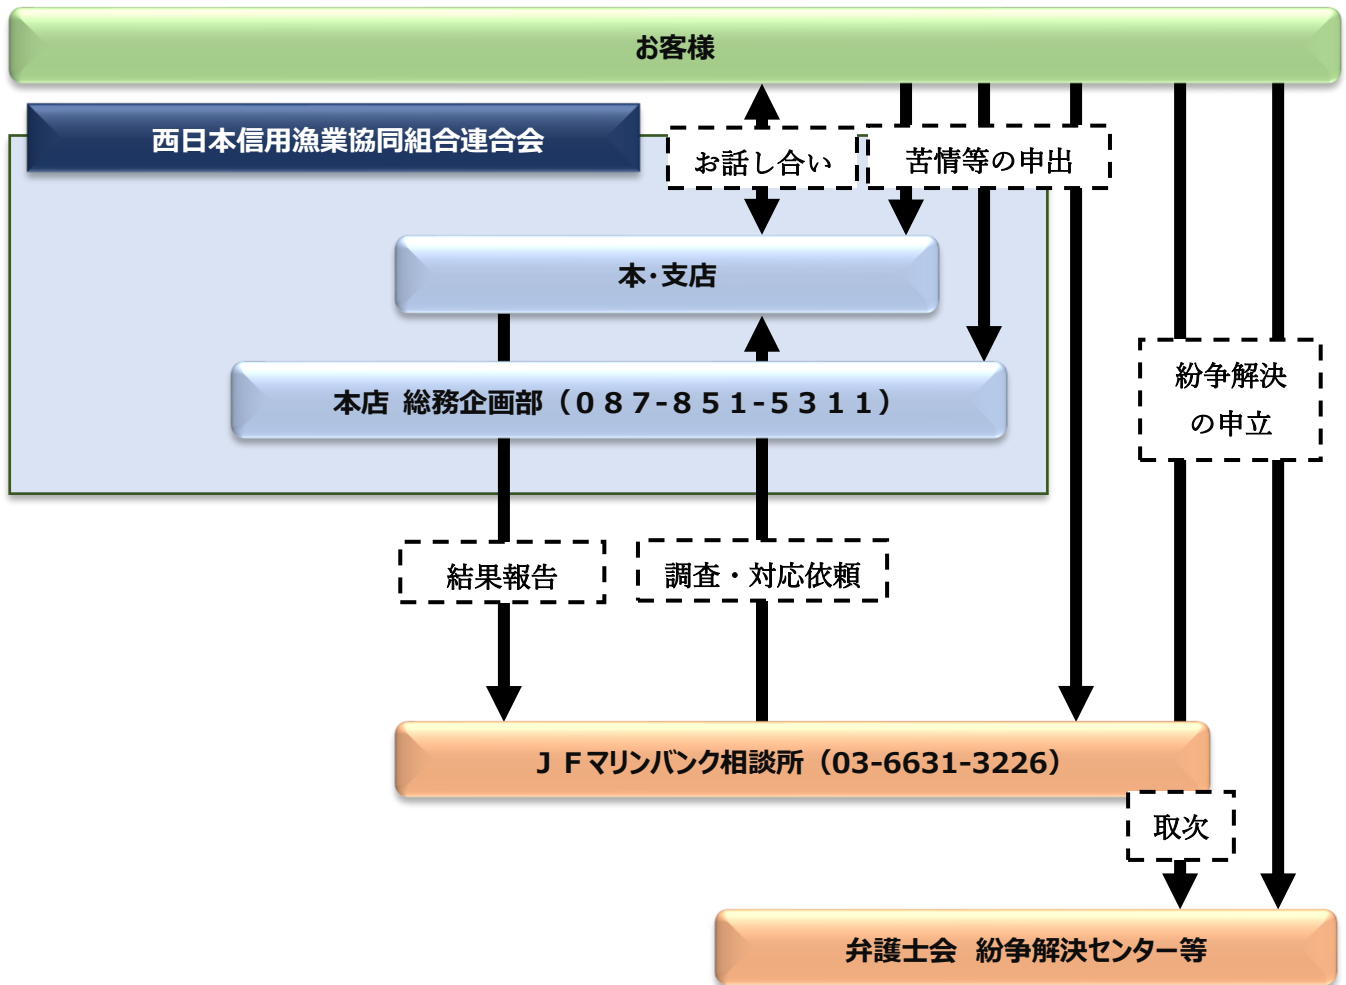 お客様
西日本信用漁業協同組合連合会
お話し合い
苦情等の申出
本・支店
紛争解決
の申立
本店 総務企画部（０８７-８５１-５３１１）
結果報告
調査・対応依頼
ＪＦマリンバンク相談所（03-6631-3226）
取次
弁護士会 紛争解決センター等